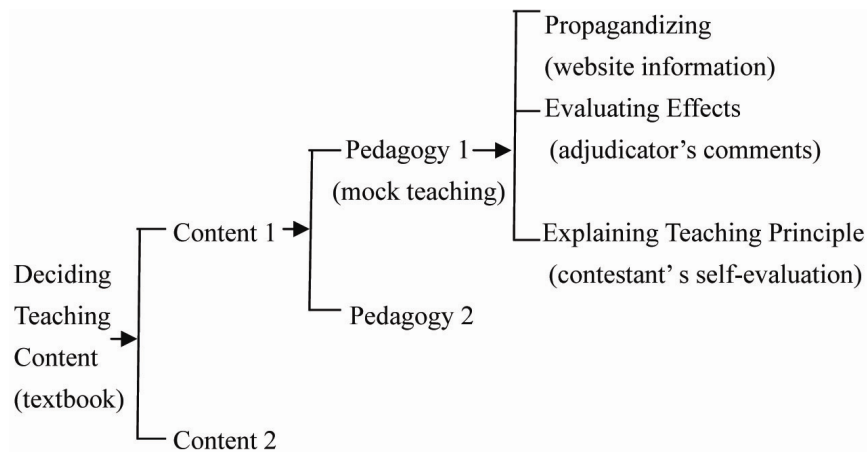 Propagandizing
(website information)
Evaluating Effects
(adjudicator's comments)
Pedagogy 1
(mock teaching)
Explaining Teaching Principle
(contestant' s self-evaluation)
Content 1
Pedagogy 2
Deciding
Teaching
Content
(textbook)
Content 2